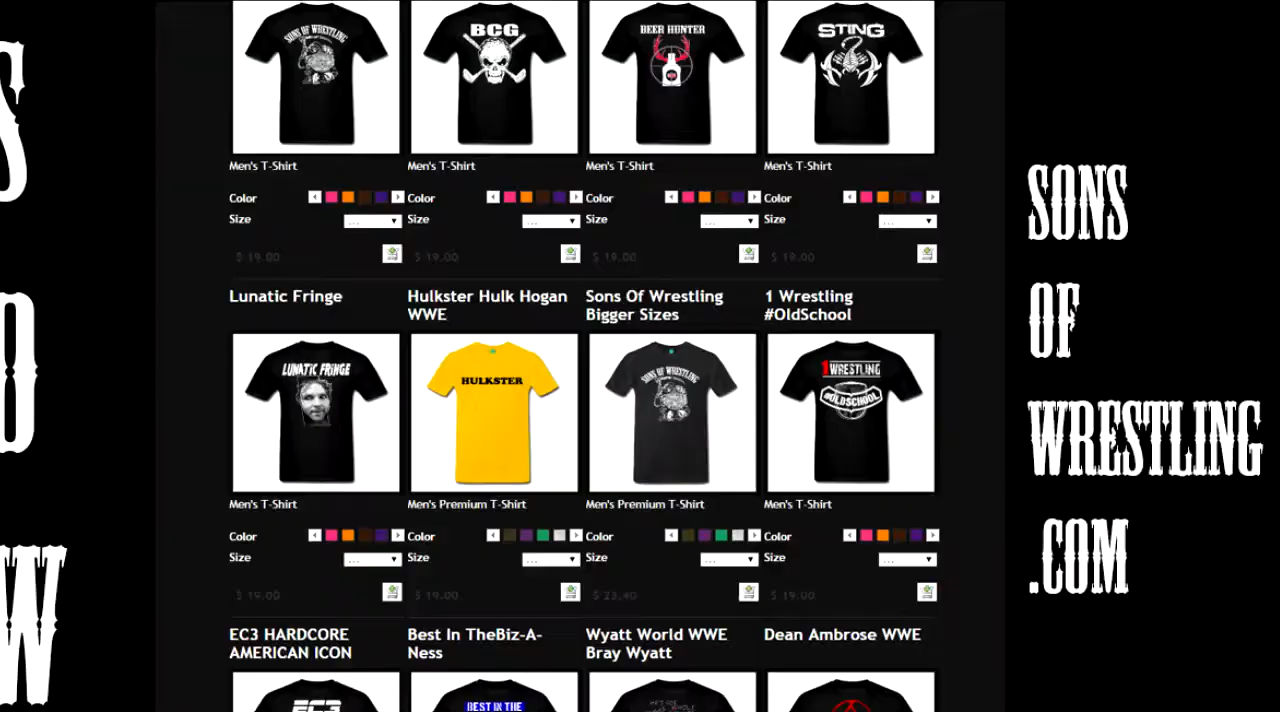 S
O
W
SONS OF WRESTLING
BCG
BEER HUNTER
STING
Men's T-Shirt
Men's T-Shirt
Men's T-Shirt
Men's T-Shirt
Color
Color
Color
Color
Size
...
Size
...
Size
...
Size
...
$ 19.00
$ 19.00
$ 19.00
$ 19.00
Lunatic Fringe
Hulkster Hulk Hogan
WWE
Sons Of Wrestling
Bigger Sizes
1 Wrestling
#OldSchool
LUNATIC FRINGE
HULKSTER
SONS OF WRESTLING
1WRESTLING
#OLDSCHOOL
Men's T-Shirt
Men's Premium T-Shirt
Men's Premium T-Shirt
Men's T-Shirt
Color
Color
Color
Color
Size
...
Size
...
Size
...
Size
...
$ 19.00
$ 19.00
$ 23.40
$ 19.00
EC3 HARDCORE
AMERICAN ICON
Best In TheBiz-A-
Ness
Wyatt World WWE
Bray Wyatt
Dean Ambrose WWE
EC3
BEST IN THE
SONS
OF
WRESTLING
.COM